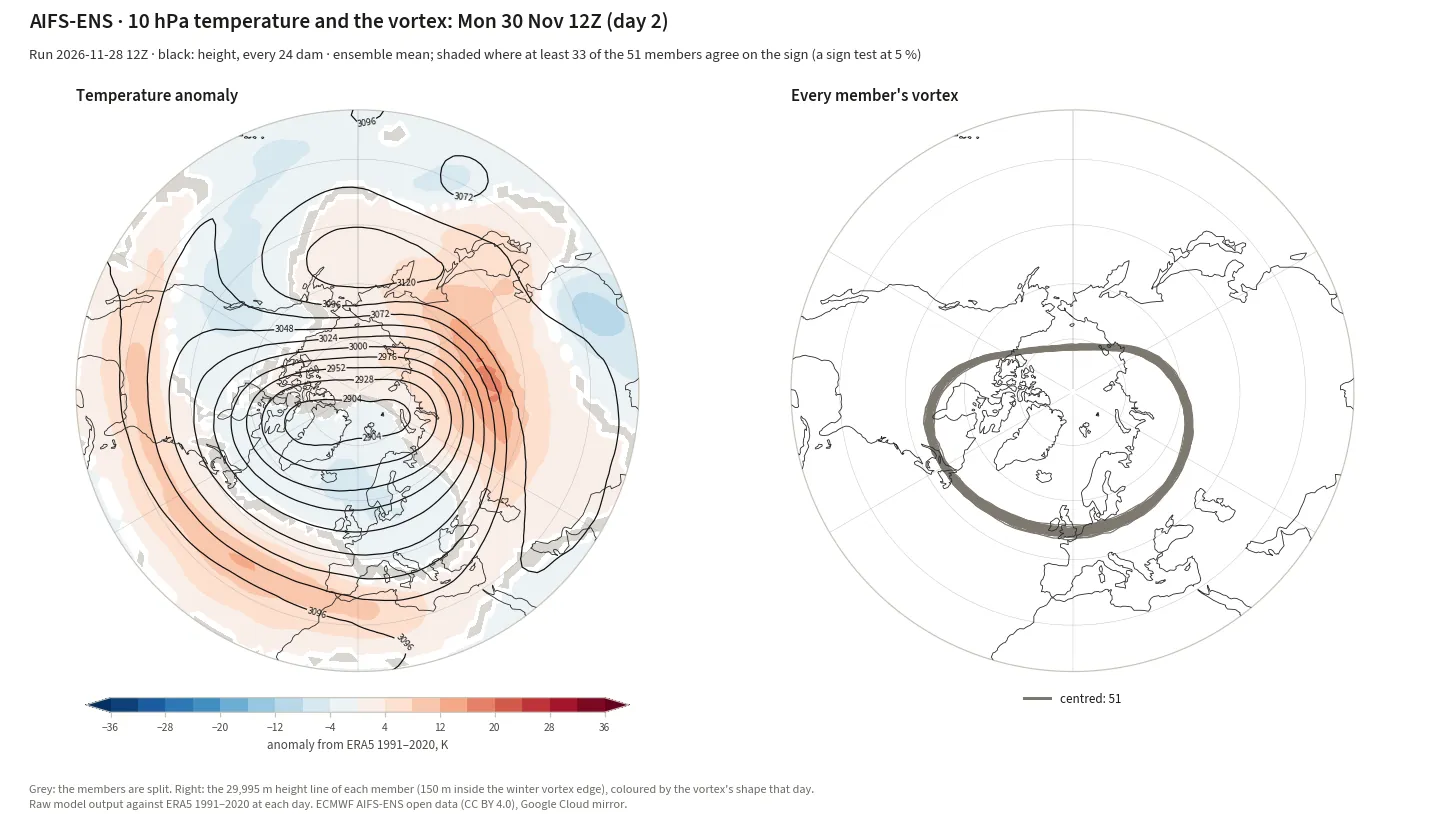 AIFS-ENS · 10 hPa temperature and the vortex: Mon 30 Nov 12Z (day 2)
Run 2026-11-28 12Z · black: height, every 24 dam · ensemble mean; shaded where at least 33 of the 51 members agree on the sign (a sign test at 5 %)
Temperature anomaly
Every member's vortex
3096
3072
3120
3096
3072
3048
3024
3000
2976
2952
2928
2904
2904
3096
3096
centred: 51
−36 −28 −20 −12 −4 4 12 20 28 36
anomaly from ERA5 1991–2020, K
Grey: the members are split. Right: the 29,995 m height line of each member (150 m inside the winter vortex edge), coloured by the vortex's shape that day.
Raw model output against ERA5 1991–2020 at each day. ECMWF AIFS-ENS open data (CC BY 4.0), Google Cloud mirror.